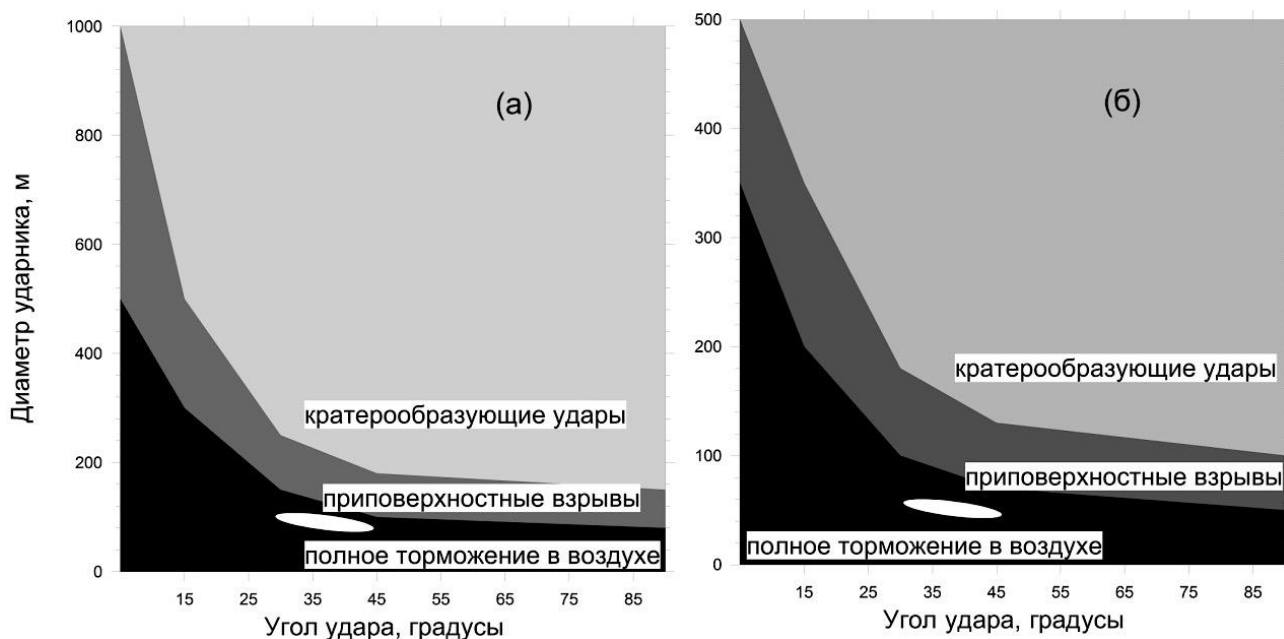 Диаметр ударника, м
1000
800
600
400
200
0
(а)
кратерообразующие удары
приповерхностные взрывы
полное торможение в воздухе
15 25 35 45 55 65 75 85
Угол удара, градусы
500
400
300
200
100
0
(б)
кратерообразующие удары
приповерхностные взрывы
полное торможение в воздухе
15 25 35 45 55 65 75 85
Угол удара, градусы